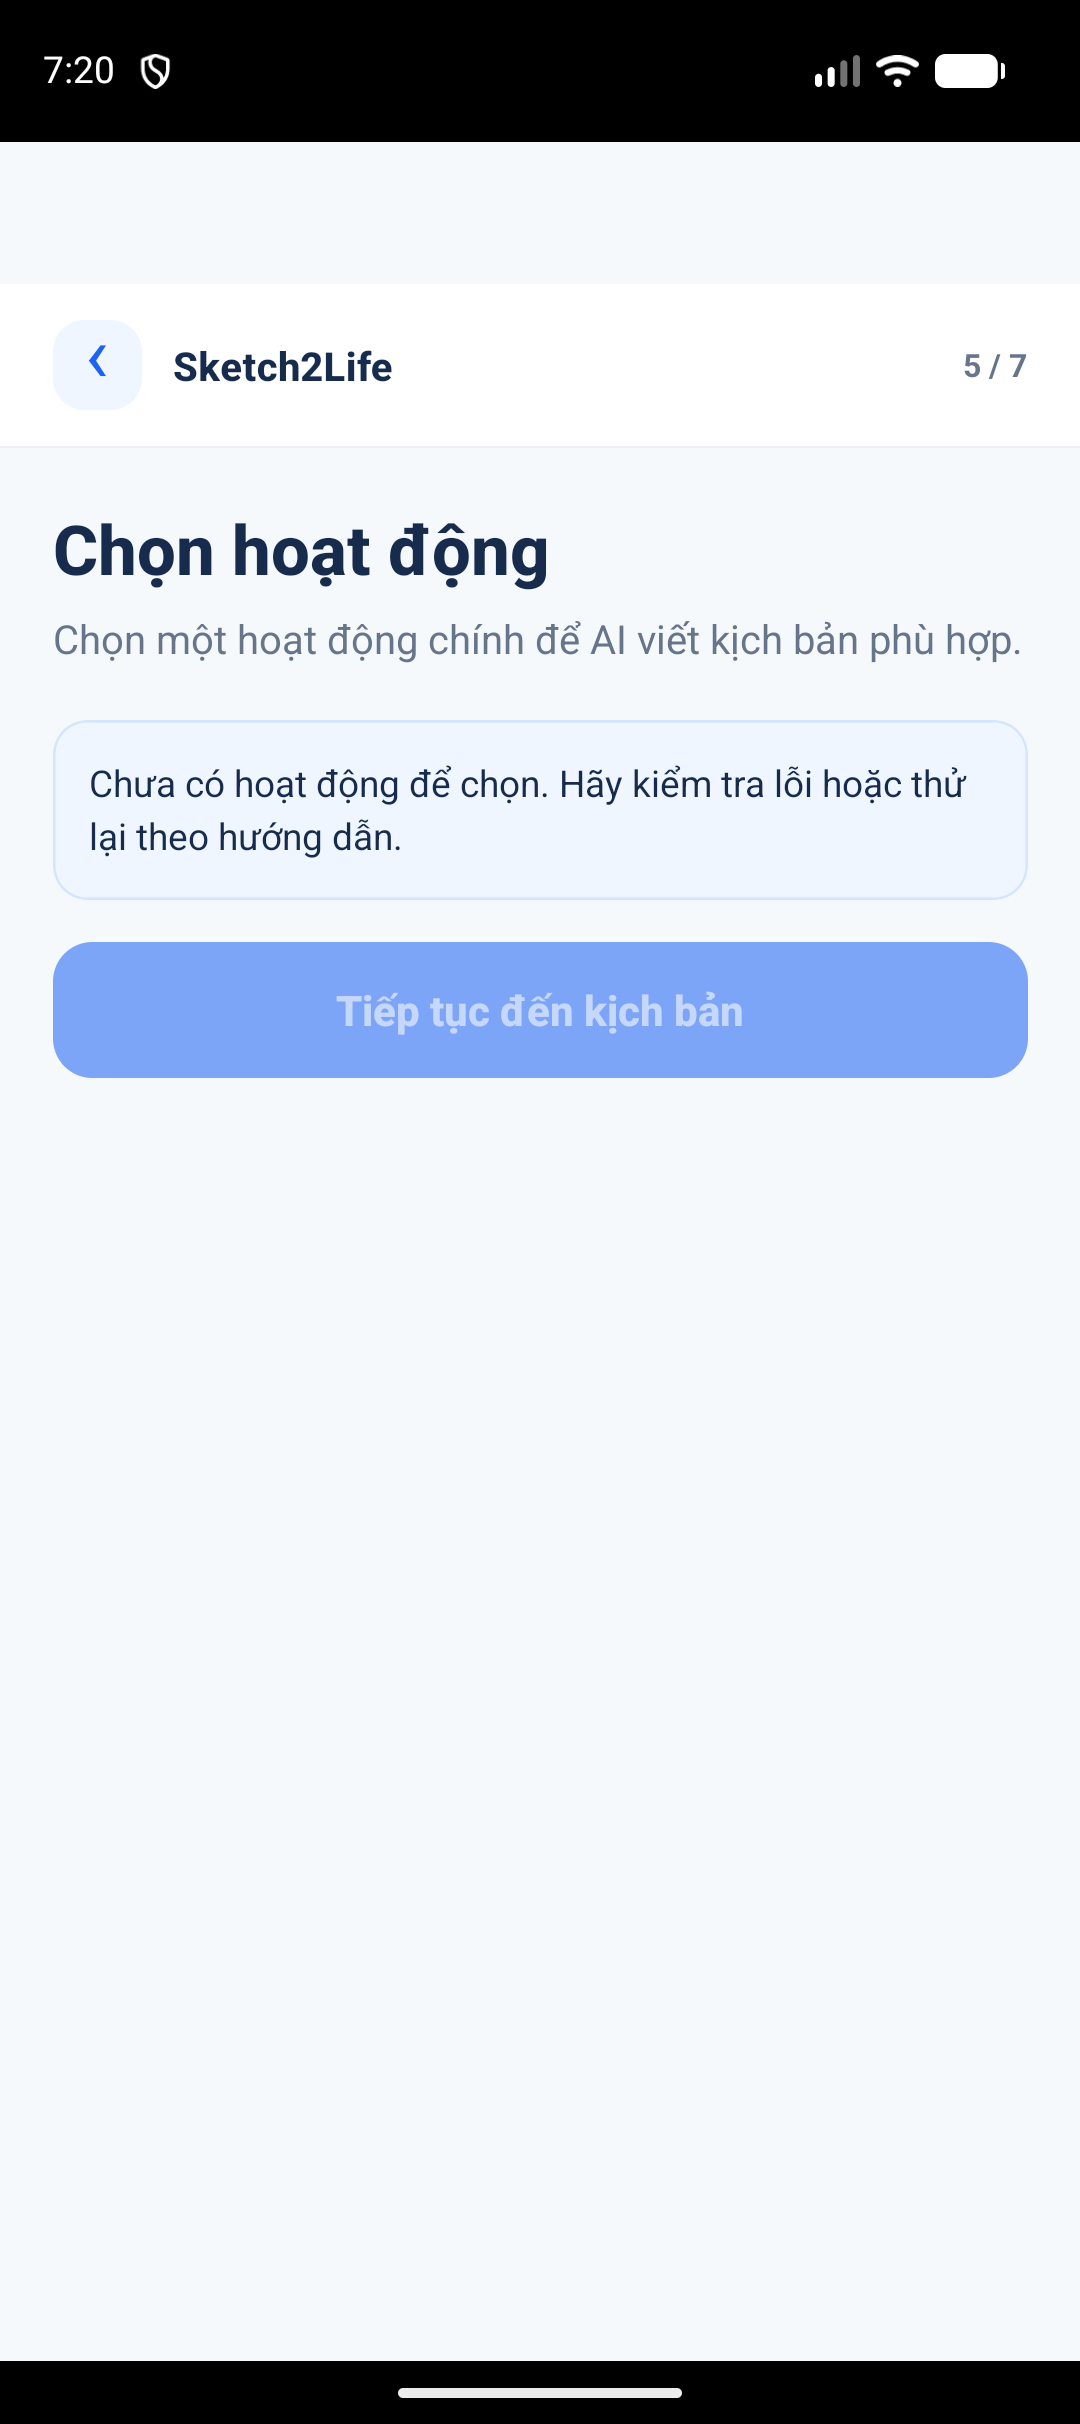 7:20
Sketch2Life
5 / 7
Chọn hoạt động
Chọn một hoạt động chính để AI viết kịch bản phù hợp.
Chưa có hoạt động để chọn. Hãy kiểm tra lỗi hoặc thử
lại theo hướng dẫn.
Tiếp tục đến kịch bản